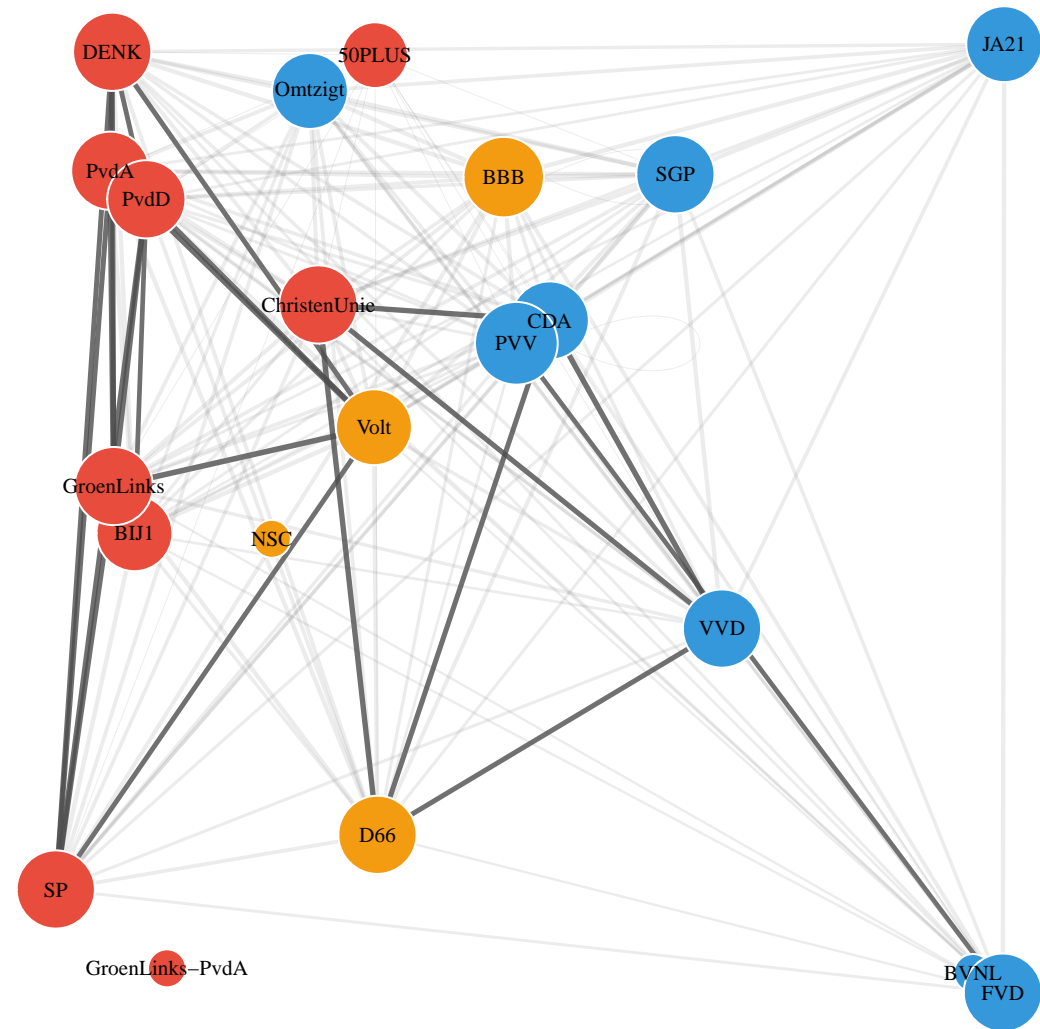 DENK
50PLUS
JA21
Omtzigt
PvdA
PvdD
BBB
SGP
ChristenUnie
CDA
PVV
Volt
GroenLinks
BIJ1
NSC
VVD
D66
SP
GroenLinks−PvdA
BVNL
FVD